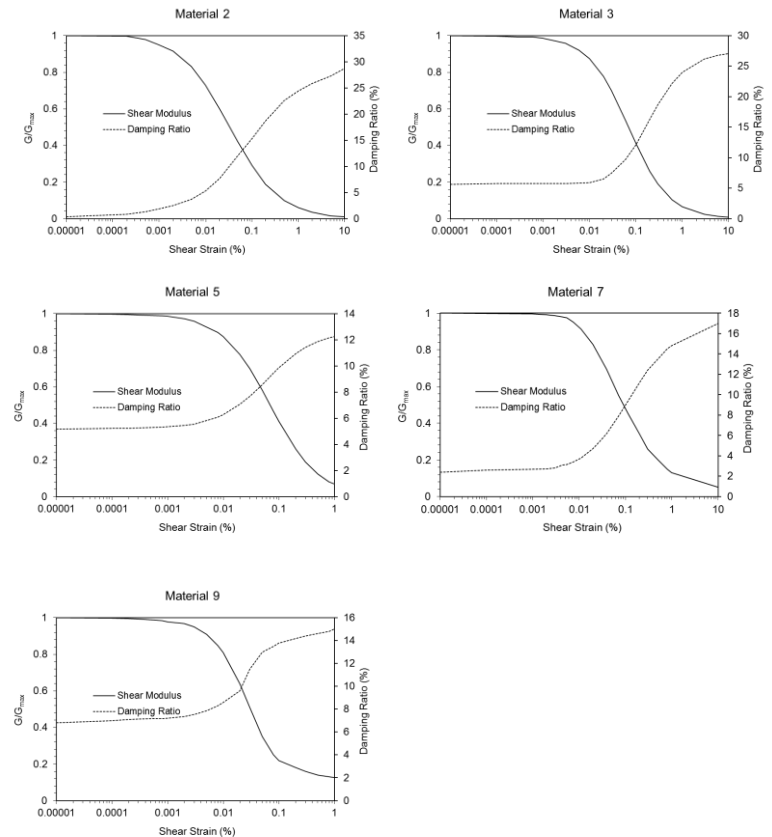 Material 2
1
0.8
0.6
0.4
0.2
0
G/Gmax
Shear Modulus
Damping Ratio
35
30
25
20
15
10
5
0
Damping Ratio (%)
0.00001 0.0001 0.001 0.01 0.1 1 10
Shear Strain (%)
Material 3
1
0.8
0.6
0.4
0.2
0
G/Gmax
Shear Modulus
Damping Ratio
30
25
20
15
10
5
0
Damping Ratio (%)
0.00001 0.0001 0.001 0.01 0.1 1 10
Shear Strain (%)
Material 5
1
0.8
0.6
0.4
0.2
0
G/Gmax
Shear Modulus
Damping Ratio
14
12
10
8
6
4
2
0
Damping Ratio (%)
0.00001 0.0001 0.001 0.01 0.1 1
Shear Strain (%)
Material 7
1
0.8
0.6
0.4
0.2
0
G/Gmax
Shear Modulus
Damping Ratio
18
16
14
12
10
8
6
4
2
0
Damping Ratio (%)
0.00001 0.0001 0.001 0.01 0.1 1 10
Shear Strain (%)
Material 9
1
0.8
0.6
0.4
0.2
0
G/Gmax
Shear Modulus
Damping Ratio
16
14
12
10
8
6
4
2
0
Damping Ratio (%)
0.00001 0.0001 0.001 0.01 0.1 1
Shear Strain (%)